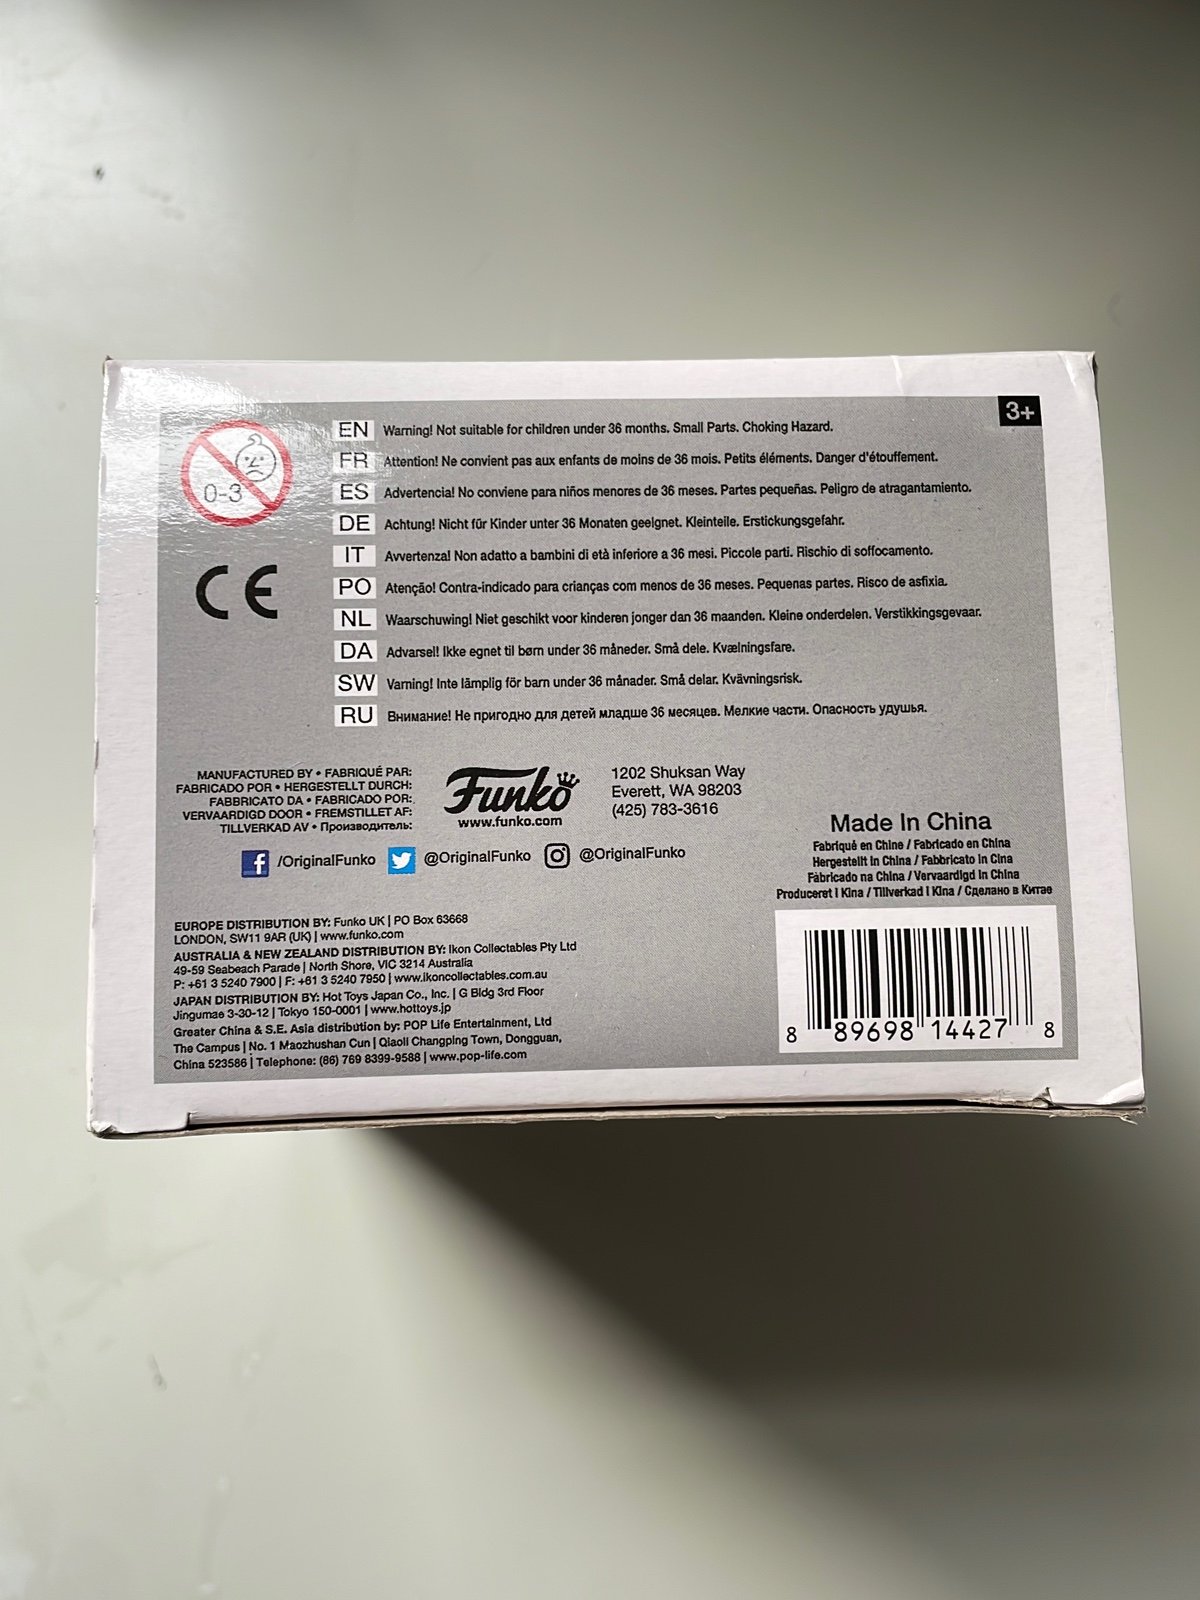 3+
0-3
EN Warning! Not suitable for children under 36 months. Small Parts. Choking Hazard.
FR Attention! Ne convient pas aux enfants de moins de 36 mois. Petits éléments. Danger d'étouffement.
ES Advertencia! No conviene para niños menores de 36 meses. Partes pequeñas. Peligro de atragantamiento.
DE Achtung! Nicht für Kinder unter 36 Monaten geeignet. Kleinteile. Erstickungsgefahr.
IT Avvertenza! Non adatto a bambini di età inferiore a 36 mesi. Piccole parti. Rischio di soffocamento.
PO Atenção! Contra-indicado para crianças com menos de 36 meses. Pequenas partes. Risco de asfixia.
NL Waarschuwing! Niet geschikt voor kinderen jonger dan 36 maanden. Kleine onderdelen. Verstikkingsgevaar.
DA Advarsel! Ikke egnet til børn under 36 måneder. Små dele. Kvælningsfare.
SW Varning! Inte lämplig för barn under 36 månader. Små delar. Kvävningsrisk.
RU Внимание! Не пригодно для детей младше 36 месяцев. Мелкие части. Опасность удушья.
CE
MANUFACTURED BY • FABRIQUÉ PAR:
FABRICADO POR • HERGESTELLT DURCH:
FABBRICATO DA • FABRICADO POR:
VERVAARDIGD DOOR • FREMSTILLET AF:
TILLVERKAD AV • Производитель:
Funko
www.funko.com
1202 Shuksan Way
Everett, WA 98203
(425) 783-3616
/OriginalFunko @OriginalFunko @OriginalFunko
Made In China
Fabriqué en Chine / Fabricado en China
Hergestellt in China / Fabbricato in Cina
Fàbricado na China / Vervaardigd in China
Produceret i Kina / Tillverkad i Kina / Сделано в Китае
EUROPE DISTRIBUTION BY: Funko UK | PO Box 63668
LONDON, SW11 9AR (UK) | www.funko.com
AUSTRALIA & NEW ZEALAND DISTRIBUTION BY: Ikon Collectables Pty Ltd
49-59 Seabeach Parade | North Shore, VIC 3214 Australia
P: +61 3 5240 7900 | F: +61 3 5240 7950 | www.ikoncollectables.com.au
JAPAN DISTRIBUTION BY: Hot Toys Japan Co., Inc. | G Bldg 3rd Floor
Jingumae 3-30-12 | Tokyo 150-0001 | www.hottoys.jp
Greater China & S.E. Asia distribution by: POP Life Entertainment, Ltd
The Campus | No. 1 Maozhushan Cun | Qiaoli Changping Town, Dongguan,
China 523586 | Telephone: (86) 769 8399-9588 | www.pop-life.com
8 89698 14427 8